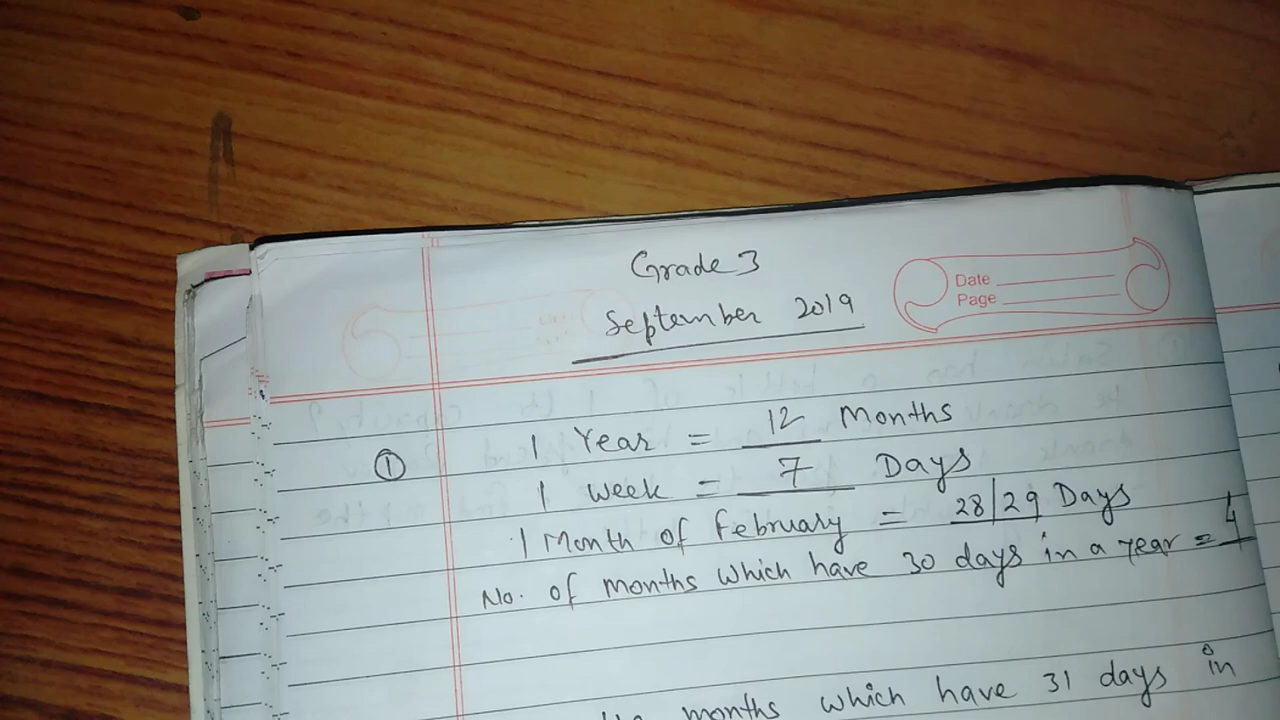 Grade 3
September 2019
Date
Page
① 1 Year = 12 Months
1 week = 7 Days
1 Month of February = 28/29 Days
No. of months which have 30 days in a year = 4
months which have 31 days in